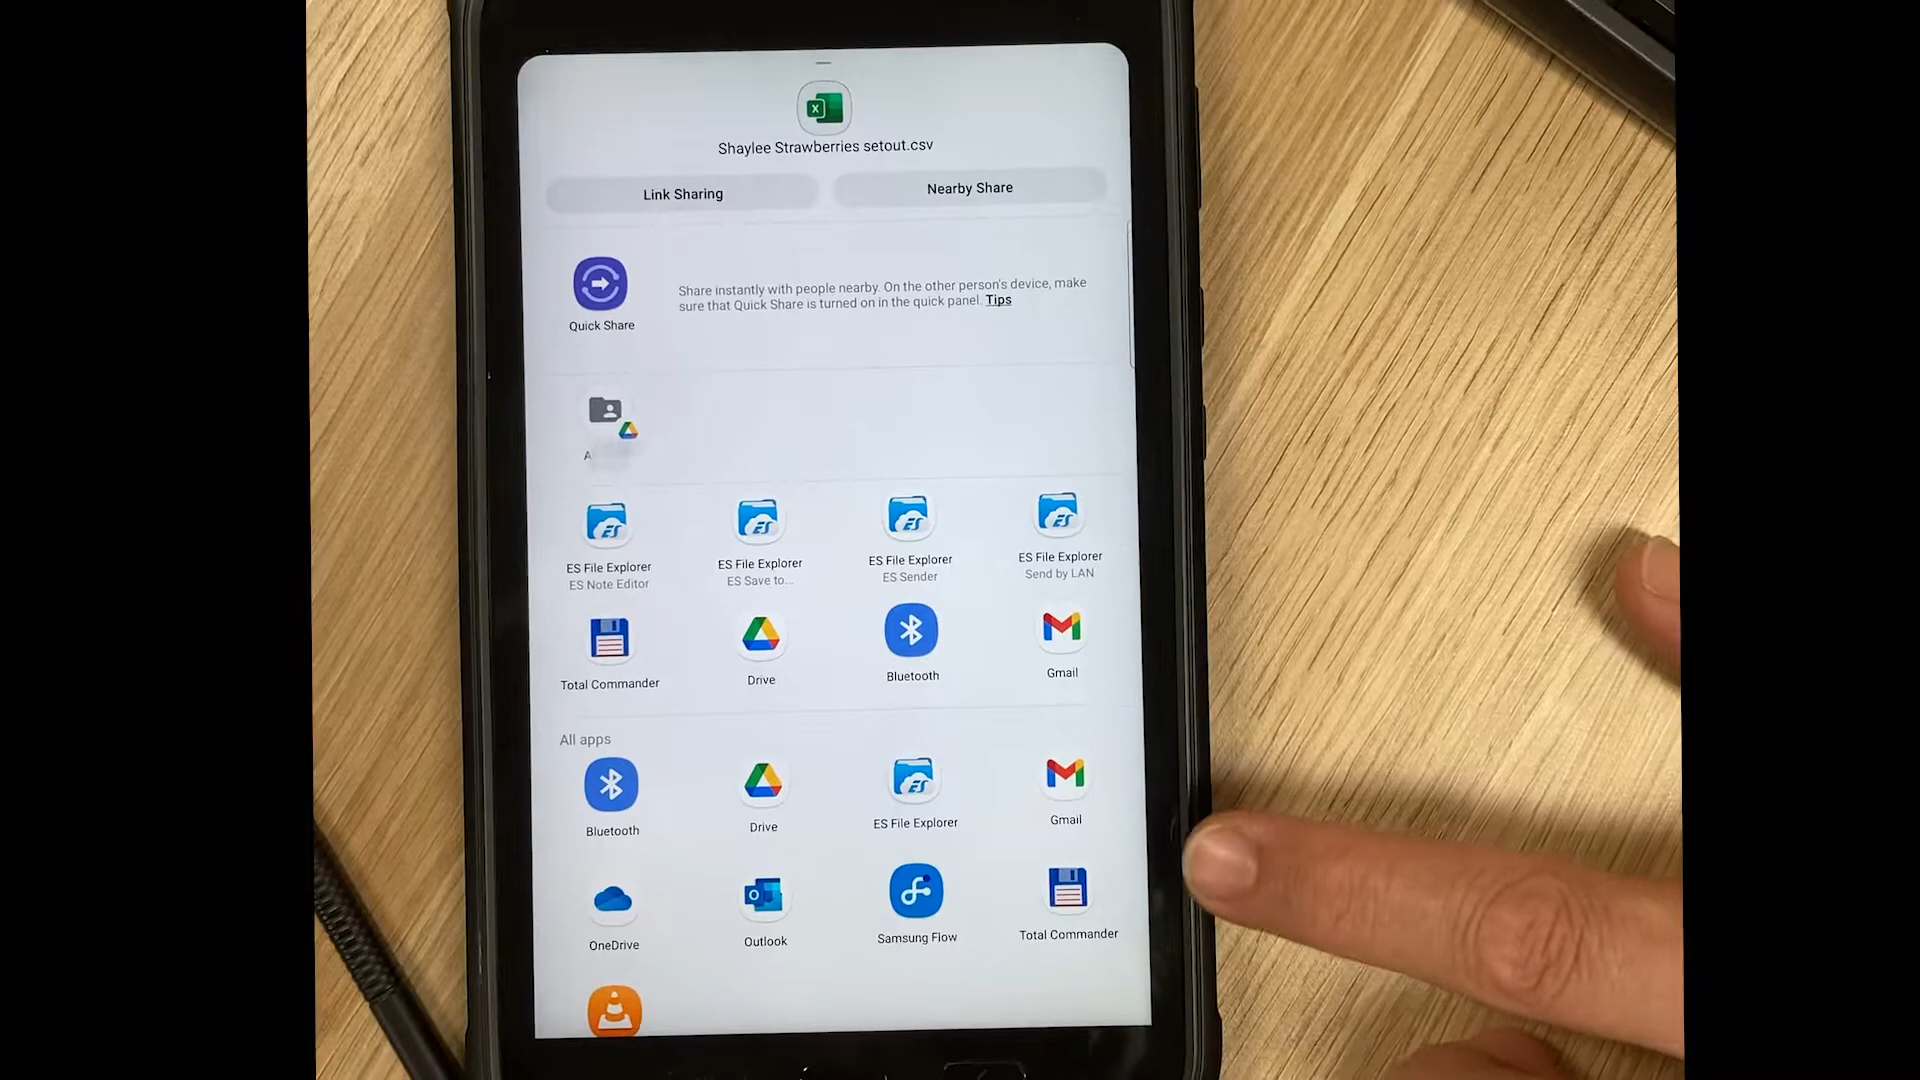 Shaylee Strawberries setout.csv
Link Sharing
Nearby Share
Quick Share
Share instantly with people nearby. On the other person's device, make
sure that Quick Share is turned on in the quick panel. Tips
A
ES File Explorer
ES Note Editor
ES File Explorer
ES Save to...
ES File Explorer
ES Sender
ES File Explorer
Send by LAN
Total Commander
Drive
Bluetooth
Gmail
All apps
Bluetooth
Drive
ES File Explorer
Gmail
OneDrive
Outlook
Samsung Flow
Total Commander